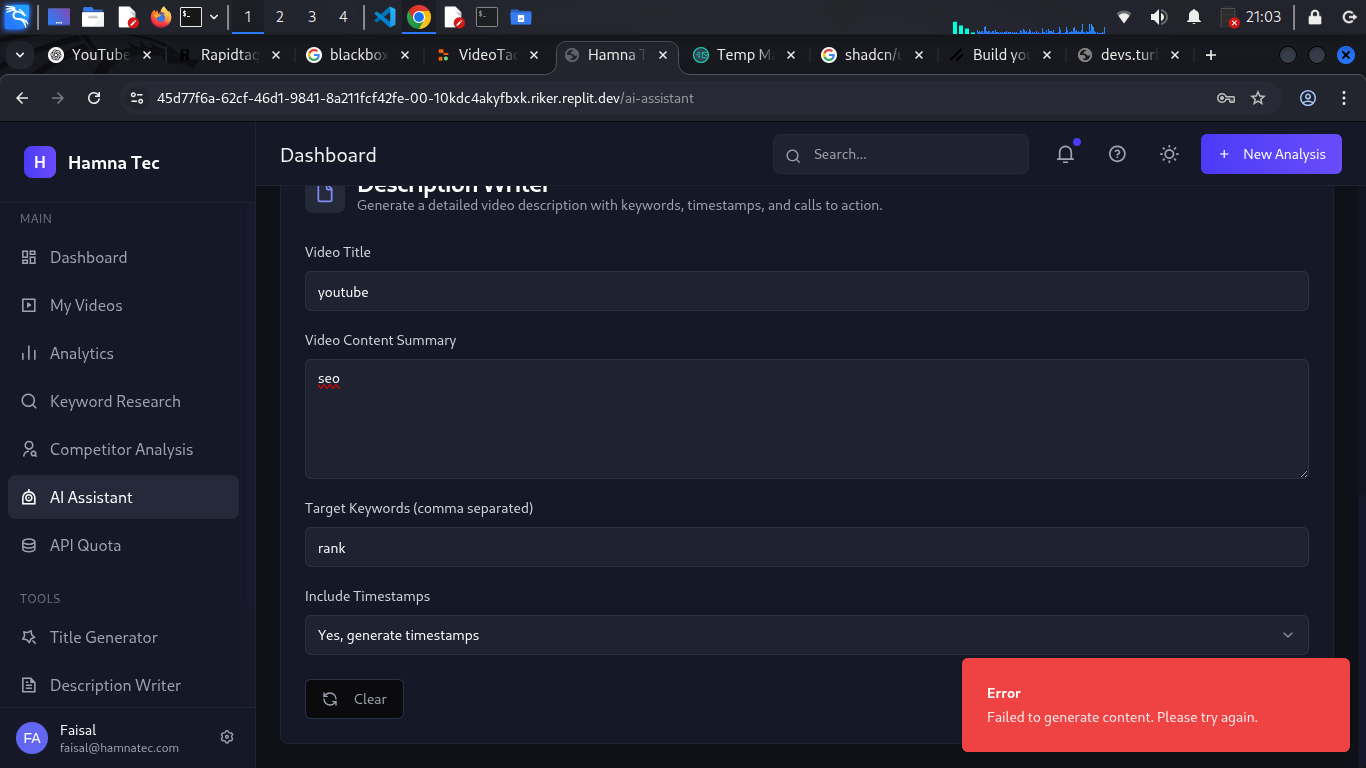 1 2 3 4 21:03
YouTube Rapidtag blackbox VideoTac Hamna T Temp Ma shadcn/u Build you devs.turl
45d77f6a-62cf-46d1-9841-8a211fcf42fe-00-10kdc4akyfbxk.riker.replit.dev/ai-assistant
H Hamna Tec
Dashboard
Search...
+ New Analysis
MAIN
Dashboard
My Videos
Analytics
Keyword Research
Competitor Analysis
AI Assistant
API Quota
TOOLS
Title Generator
Description Writer
FA
Faisal
faisal@hamnatec.com
Description Writer
Generate a detailed video description with keywords, timestamps, and calls to action.
Video Title
youtube
Video Content Summary
seo
Target Keywords (comma separated)
rank
Include Timestamps
Yes, generate timestamps
Clear
Error
Failed to generate content. Please try again.